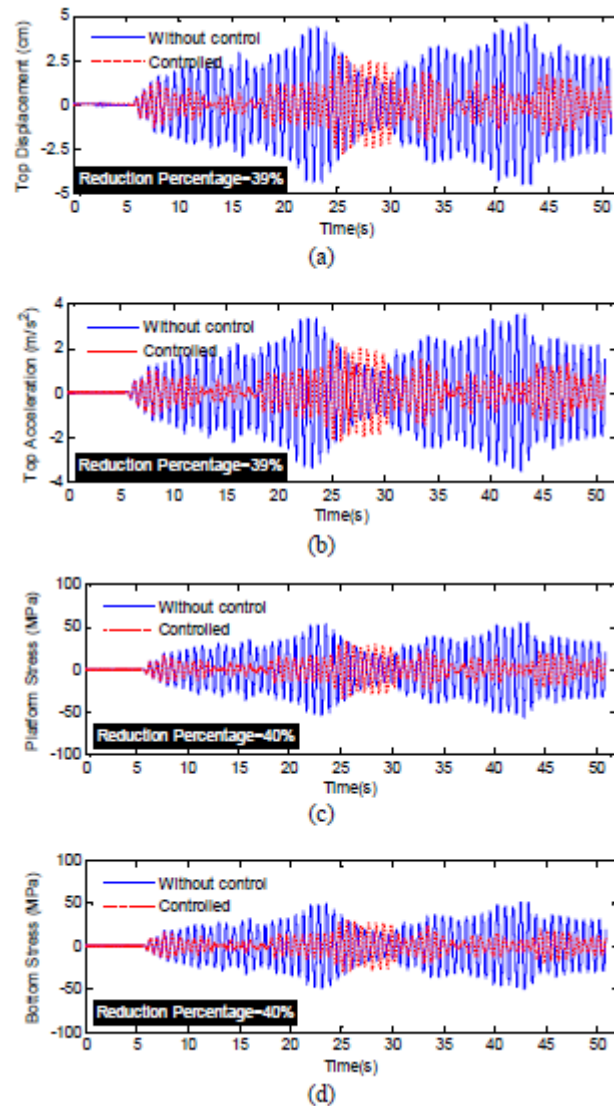 5
Without control
2.5
Controlled
0
-2.5
Reduction Percentage=39%
-5
0 5 10 15 20 25 30 35 40 45 50
Top Displacement (cm)
Time(s)
(a)
4
Without control
2
Controlled
0
-2
Reduction Percentage=39%
-4
0 5 10 15 20 25 30 35 40 45 50
Top Acceleration (m/s²)
Time(s)
(b)
100
Without control
50
Controlled
0
-50
Reduction Percentage=40%
-100
0 5 10 15 20 25 30 35 40 45 50
Platform Stress (MPa)
Time(s)
(c)
100
Without control
50
Controlled
0
-50
Reduction Percentage=40%
-100
0 5 10 15 20 25 30 35 40 45 50
Bottom Stress (MPa)
Time(s)
(d)